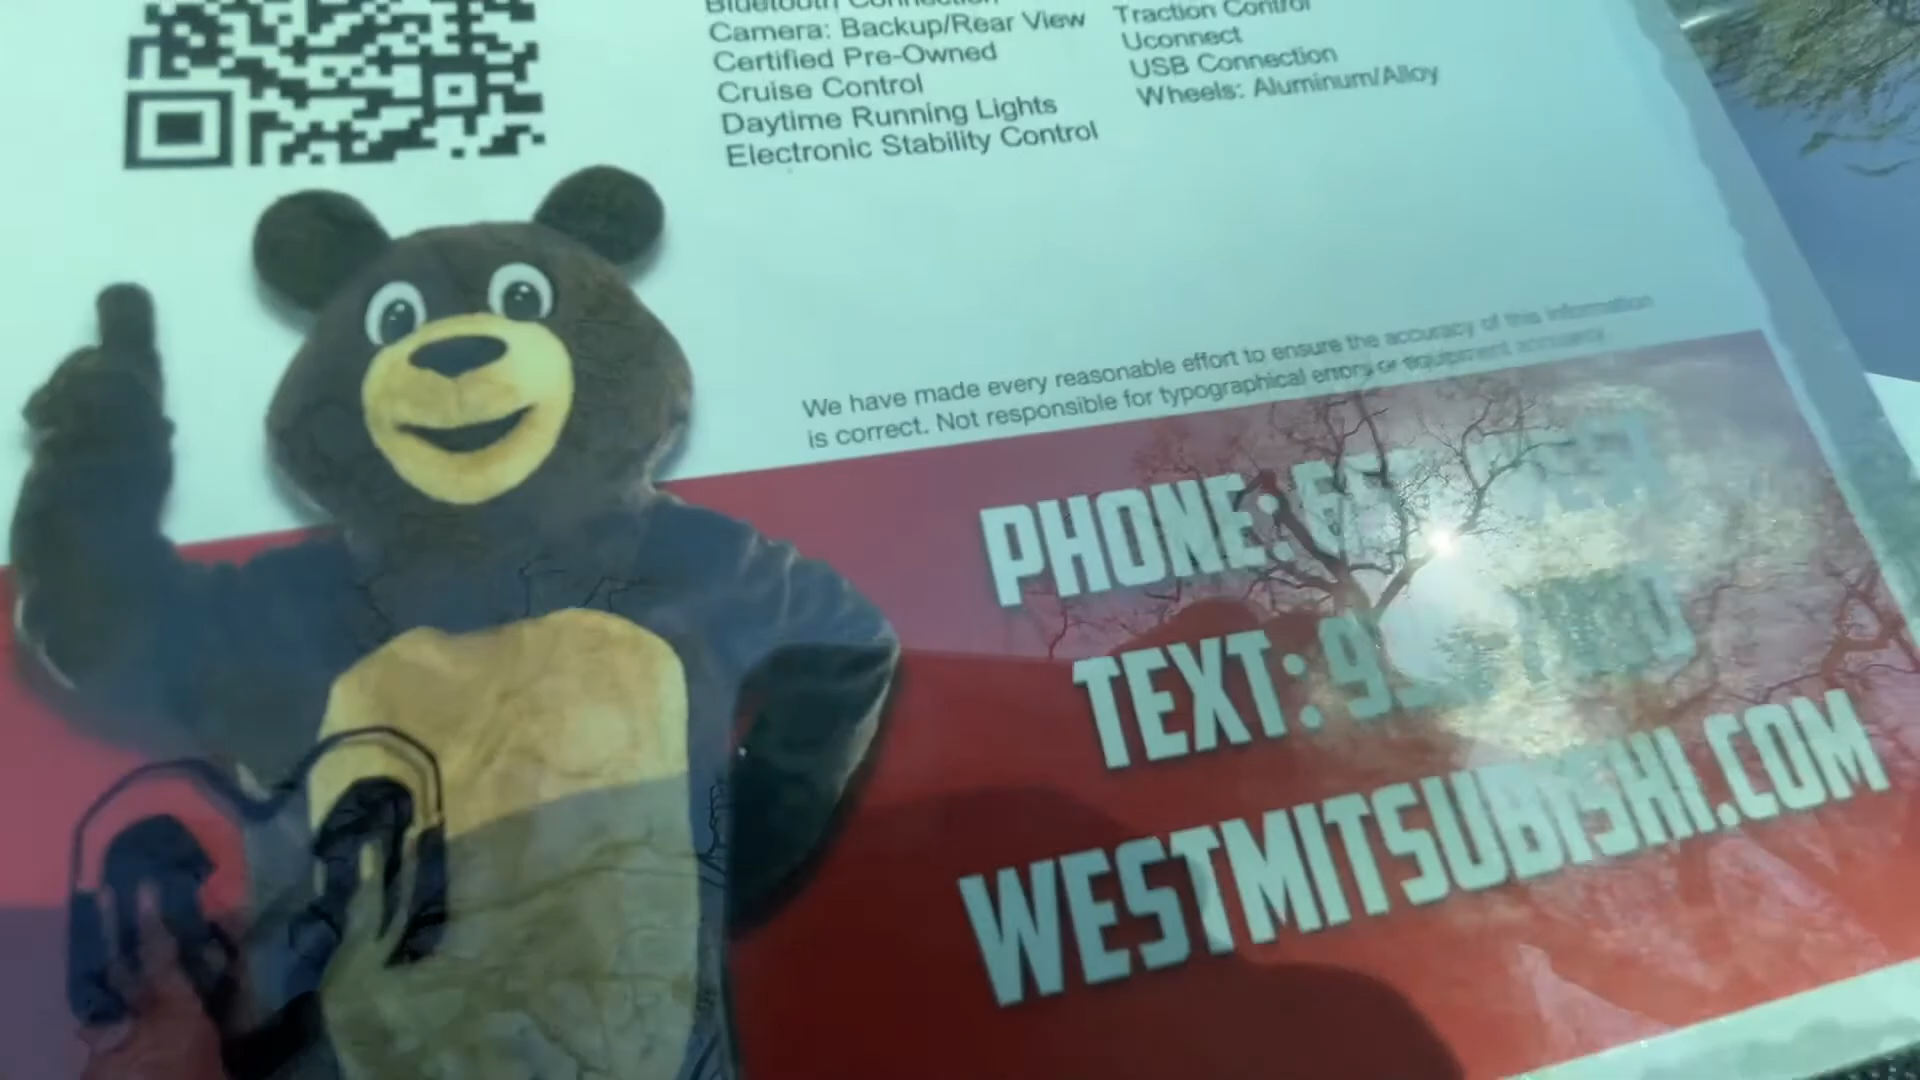 Bluetooth Connection
Camera: Backup/Rear View
Certified Pre-Owned
Cruise Control
Daytime Running Lights
Electronic Stability Control
Traction Control
Uconnect
USB Connection
Wheels: Aluminum/Alloy
We have made every reasonable effort to ensure the accuracy of this information
is correct. Not responsible for typographical errors or equipment accuracy.
PHONE:
TEXT:
WESTMITSUBISHI.COM